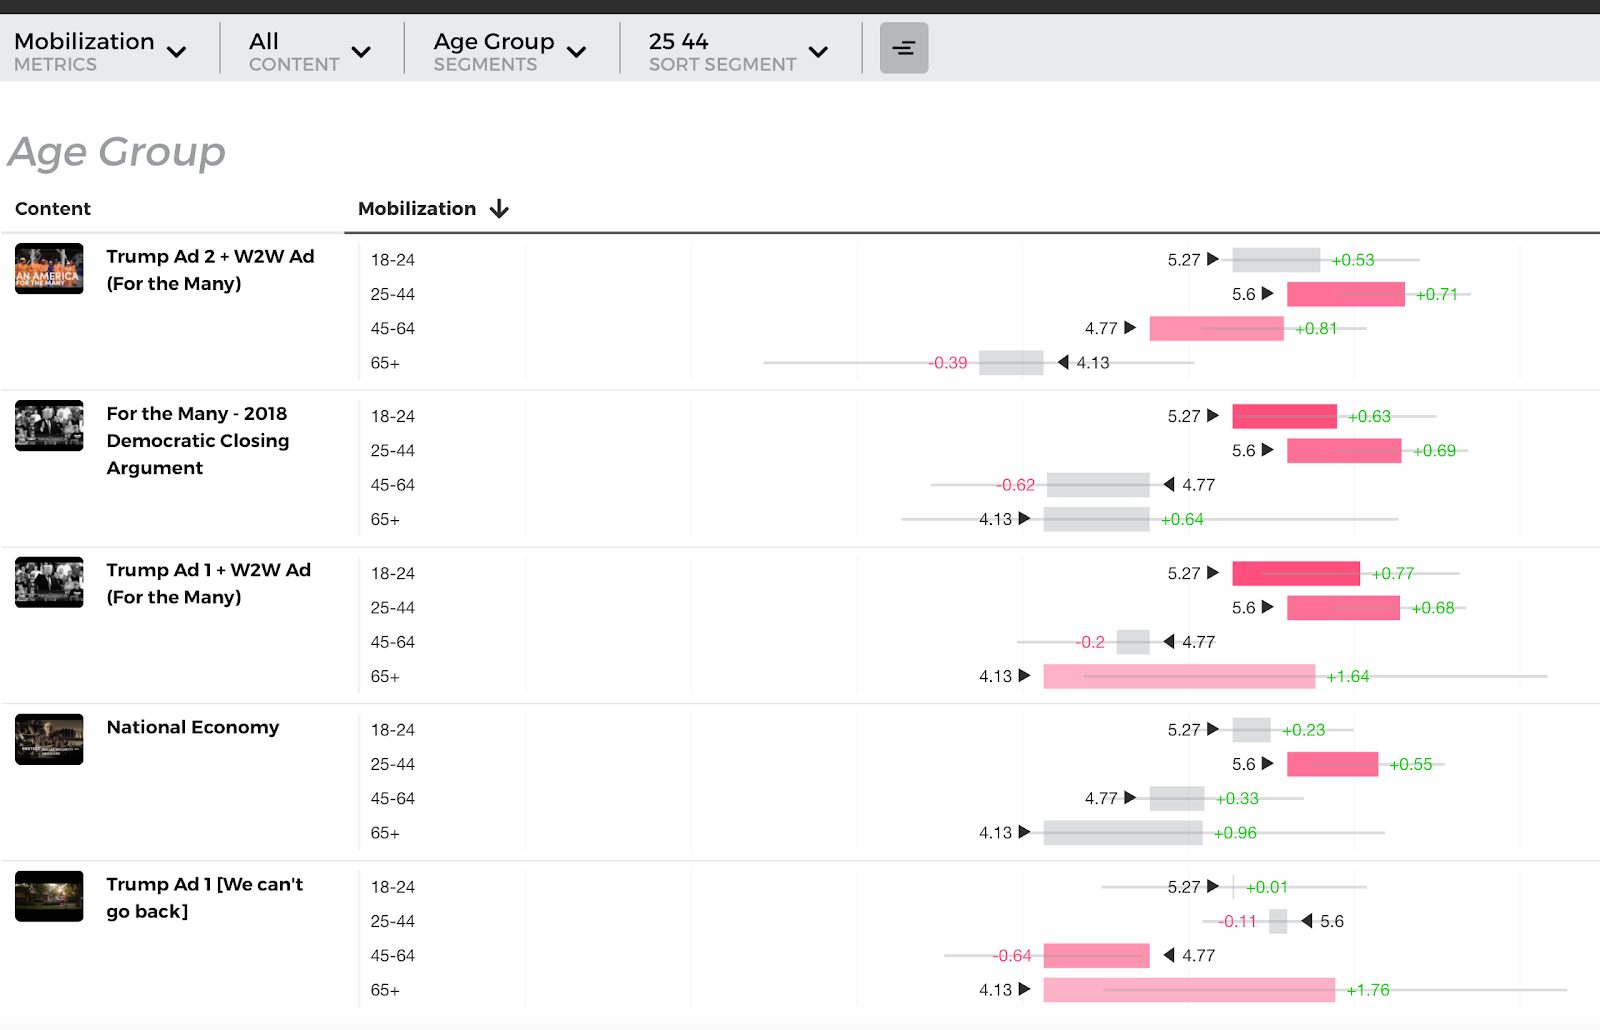 Mobilization
METRICS
All
CONTENT
Age Group
SEGMENTS
25 44
SORT SEGMENT
Age Group
Content
Mobilization
AN AMERICA
FOR THE MANY
Trump Ad 2 + W2W Ad
(For the Many)
18-24
5.27
+0.53
25-44
5.6
+0.71
45-64
4.77
+0.81
65+
-0.39
4.13
For the Many - 2018
Democratic Closing
Argument
18-24
5.27
+0.63
25-44
5.6
+0.69
45-64
-0.62
4.77
65+
4.13
+0.64
Trump Ad 1 + W2W Ad
(For the Many)
18-24
5.27
+0.77
25-44
5.6
+0.68
45-64
-0.2
4.77
65+
4.13
+1.64
National Economy
18-24
5.27
+0.23
25-44
5.6
+0.55
45-64
4.77
+0.33
65+
4.13
+0.96
Trump Ad 1 [We can't
go back]
18-24
5.27
+0.01
25-44
-0.11
5.6
45-64
-0.64
4.77
65+
4.13
+1.76